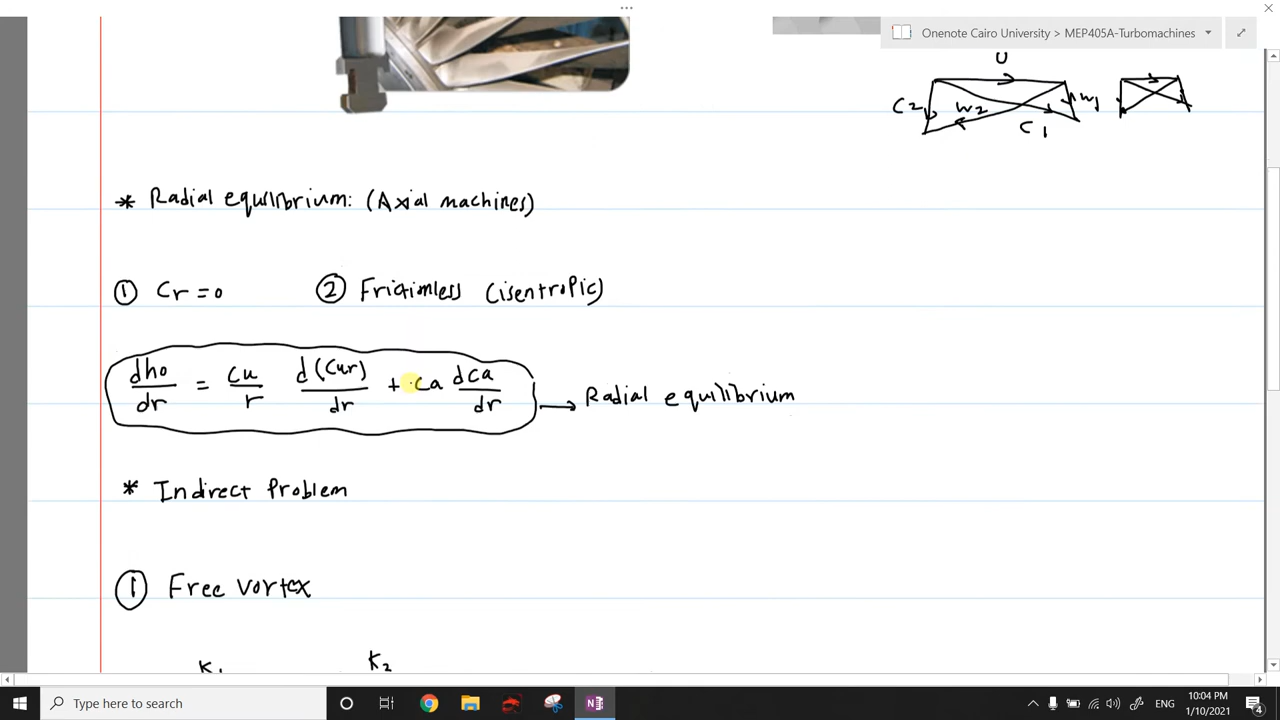 Onenote Cairo University > MEP405A-Turbomachines
U
C2 W2 C1 W1
* Radial equilibrium: (Axial machines)
① Cr = 0 ② Frictionless (isentropic)
dho/dr = Cu/r d(Cur)/dr + Ca dCa/dr → Radial equilibrium
* Indirect Problem
① Free vortex
K1 K2
Type here to search
ENG
10:04 PM
1/10/2021
4